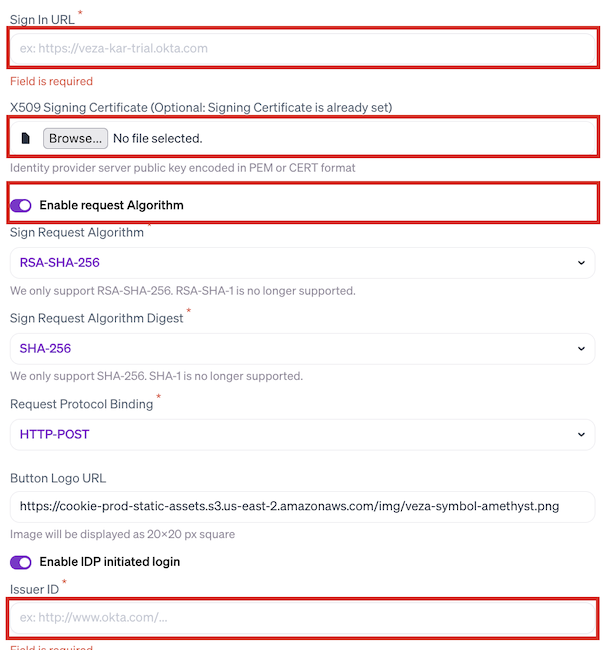 Sign In URL *
ex: https://veza-kar-trial.okta.com
Field is required
X509 Signing Certificate (Optional: Signing Certificate is already set)
Browse... No file selected.
Identity provider server public key encoded in PEM or CERT format
Enable request Algorithm
Sign Request Algorithm *
RSA-SHA-256
We only support RSA-SHA-256. RSA-SHA-1 is no longer supported.
Sign Request Algorithm Digest *
SHA-256
We only support SHA-256. SHA-1 is no longer supported.
Request Protocol Binding *
HTTP-POST
Button Logo URL
https://cookie-prod-static-assets.s3.us-east-2.amazonaws.com/img/veza-symbol-amethyst.png
Image will be displayed as 20×20 px square
Enable IDP initiated login
Issuer ID *
ex: http://www.okta.com/...
Field is required